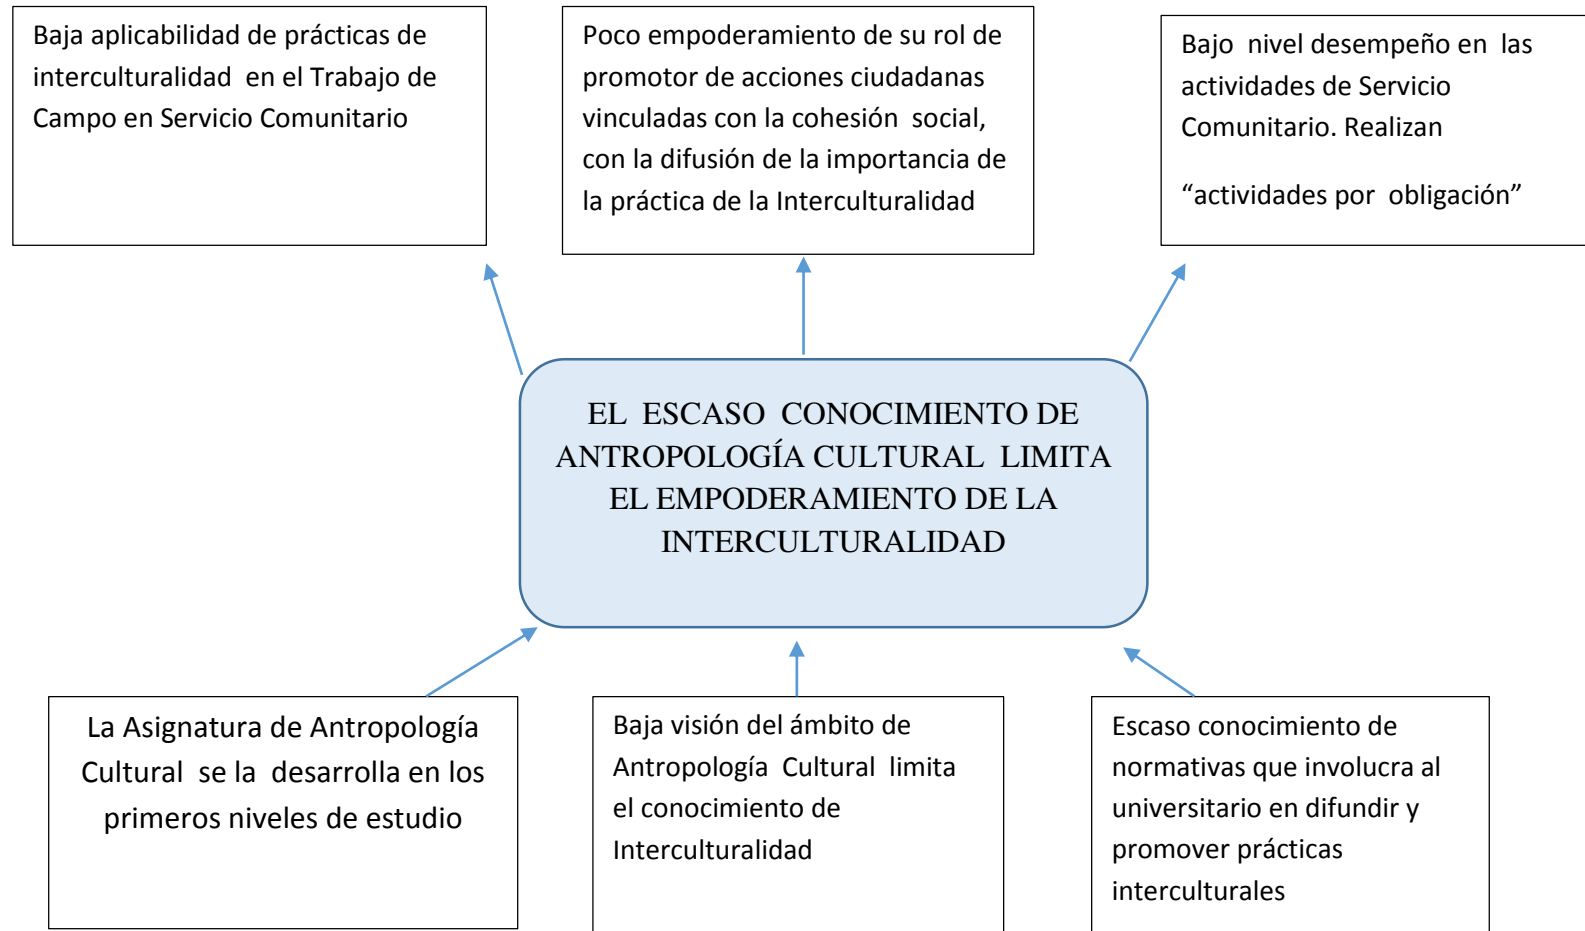 Baja aplicabilidad de prácticas de
interculturalidad en el Trabajo de
Campo en Servicio Comunitario
Poco empoderamiento de su rol de
promotor de acciones ciudadanas
vinculadas con la cohesión social,
con la difusión de la importancia de
la práctica de la Interculturalidad
Bajo nivel desempeño en las
actividades de Servicio
Comunitario. Realizan
“actividades por obligación”
EL ESCASO CONOCIMIENTO DE
ANTROPOLOGÍA CULTURAL LIMITA
EL EMPODERAMIENTO DE LA
INTERCULTURALIDAD
La Asignatura de Antropología
Cultural se la desarrolla en los
primeros niveles de estudio
Baja visión del ámbito de
Antropología Cultural limita
el conocimiento de
Interculturalidad
Escaso conocimiento de
normativas que involucra al
universitario en difundir y
promover prácticas
interculturales